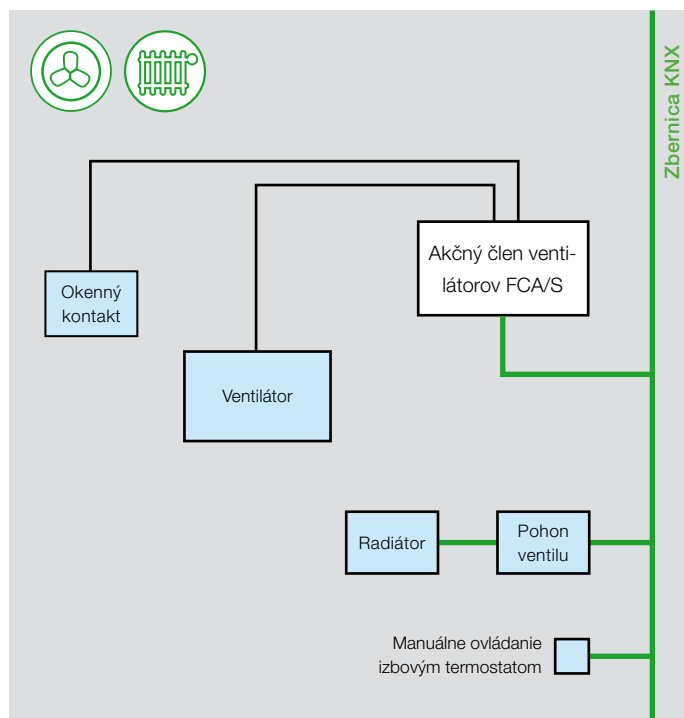 Zbernica KNX
Akčný člen venti-
látorov FCA/S
Okenný
kontakt
Ventilátor
Radiátor
Pohon
ventilu
Manuálne ovládanie
izbovým termostatom